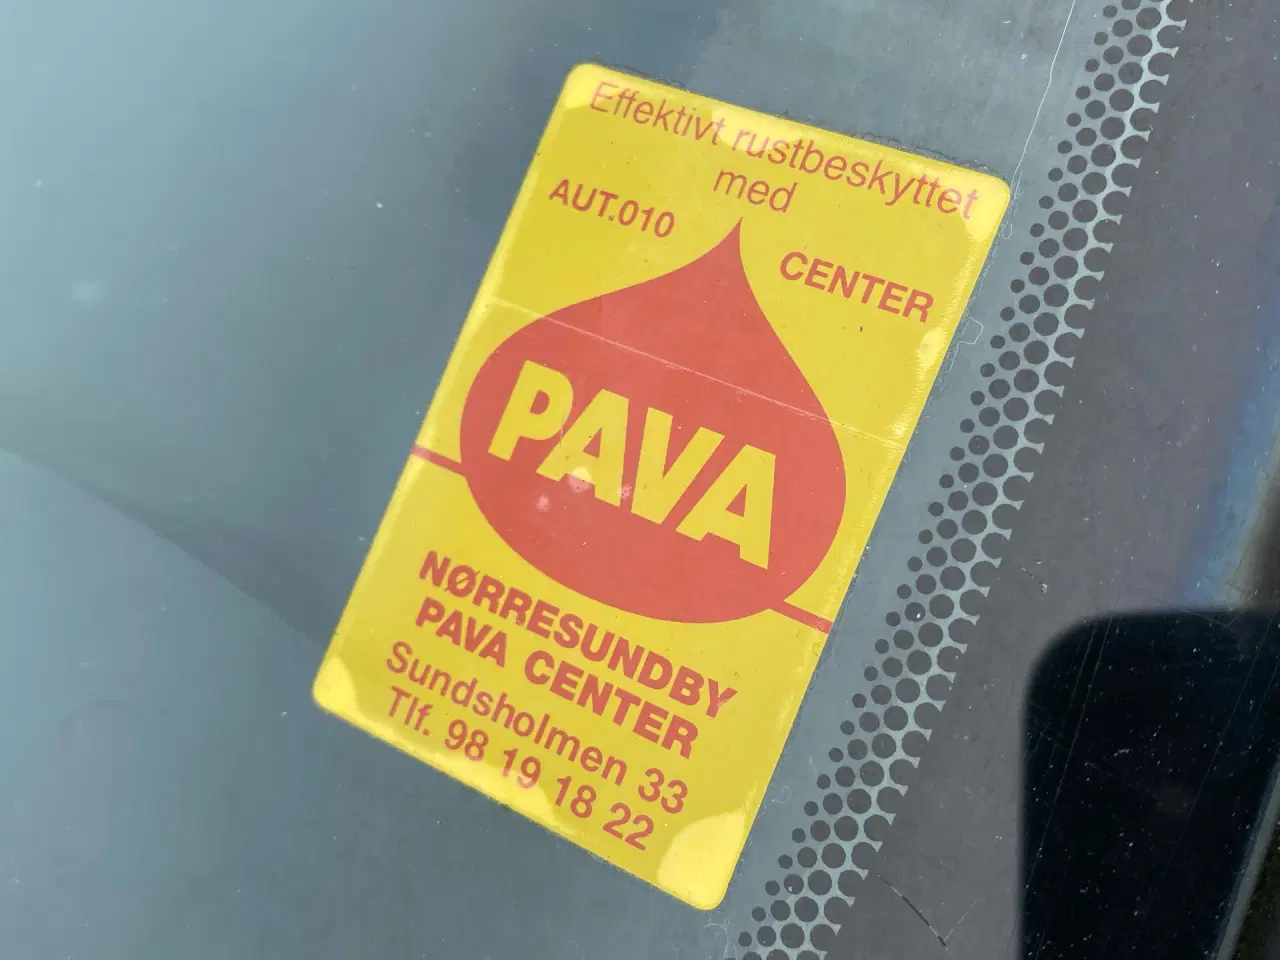 Effektivt rustbeskyttet
med
AUT.010
CENTER
PAVA
NØRRESUNDBY
PAVA CENTER
Sundsholmen 33
Tlf. 98 19 18 22